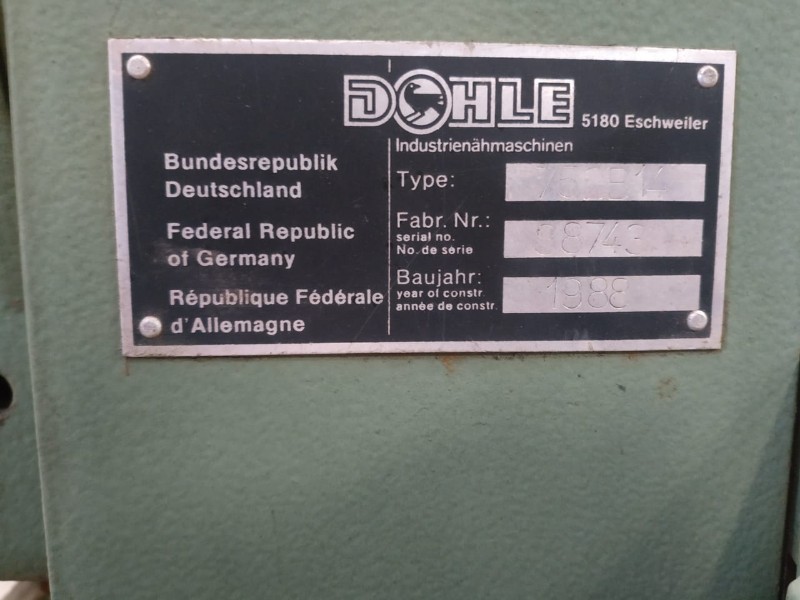 DOHLE 5180 Eschweiler
Industrienähmaschinen
Bundesrepublik
Deutschland
Federal Republic
of Germany
République Fédérale
d'Allemagne
Type:
Fabr. Nr.:
serial no.
No. de série
Baujahr: 1988
year of constr.
année de constr.